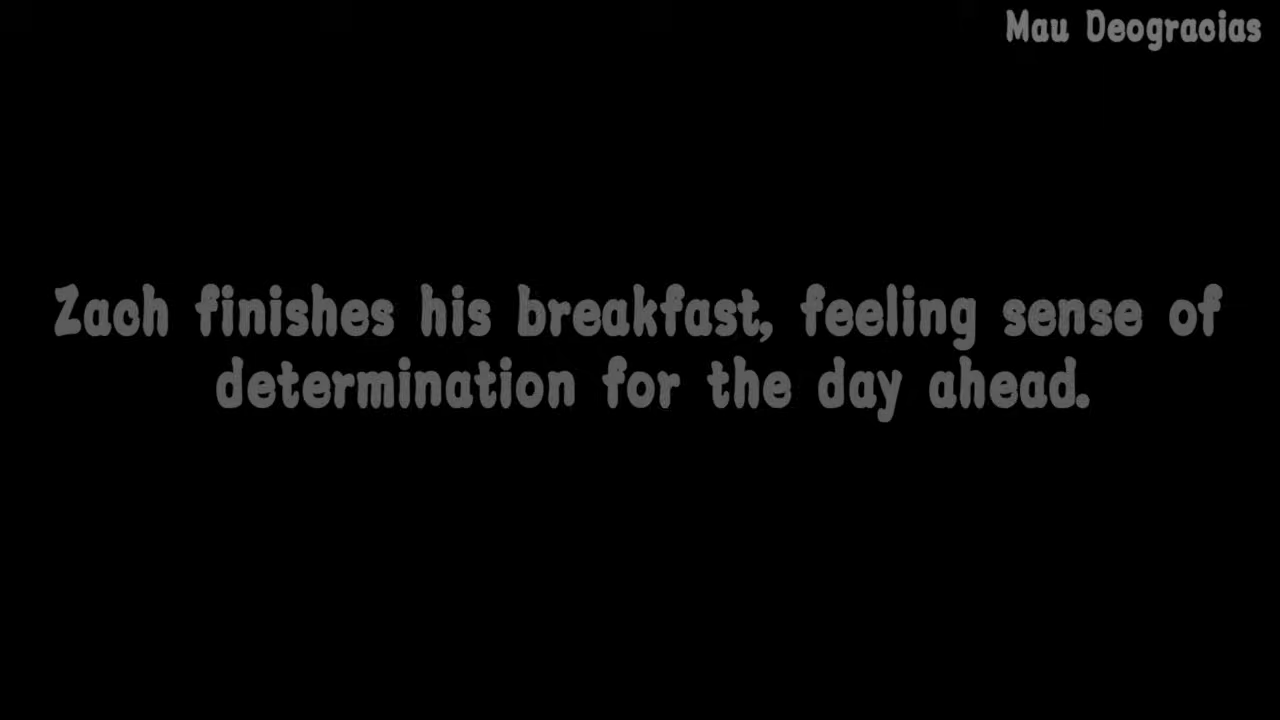 Mau Deogracias
Zach finishes his breakfast, feeling sense of
determination for the day ahead.